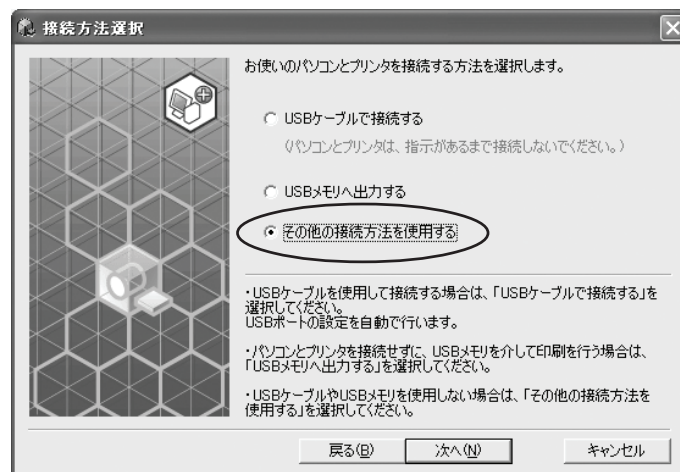 接続方法選択
お使いのパソコンとプリンタを接続する方法を選択します。
USBケーブルで接続する
(パソコンとプリンタは、指示があるまで接続しないでください。)
USBメモリへ出力する
その他の接続方法を使用する
・USBケーブルを使用して接続する場合は、「USBケーブルで接続する」を
選択してください。
USBポートの設定を自動で行います。
・パソコンとプリンタを接続せずに、USBメモリを介して印刷を行う場合は、
「USBメモリへ出力する」を選択してください。
・USBケーブルやUSBメモリを使用しない場合は、「その他の接続方法を
使用する」を選択してください。
戻る(B) 次へ(N) キャンセル